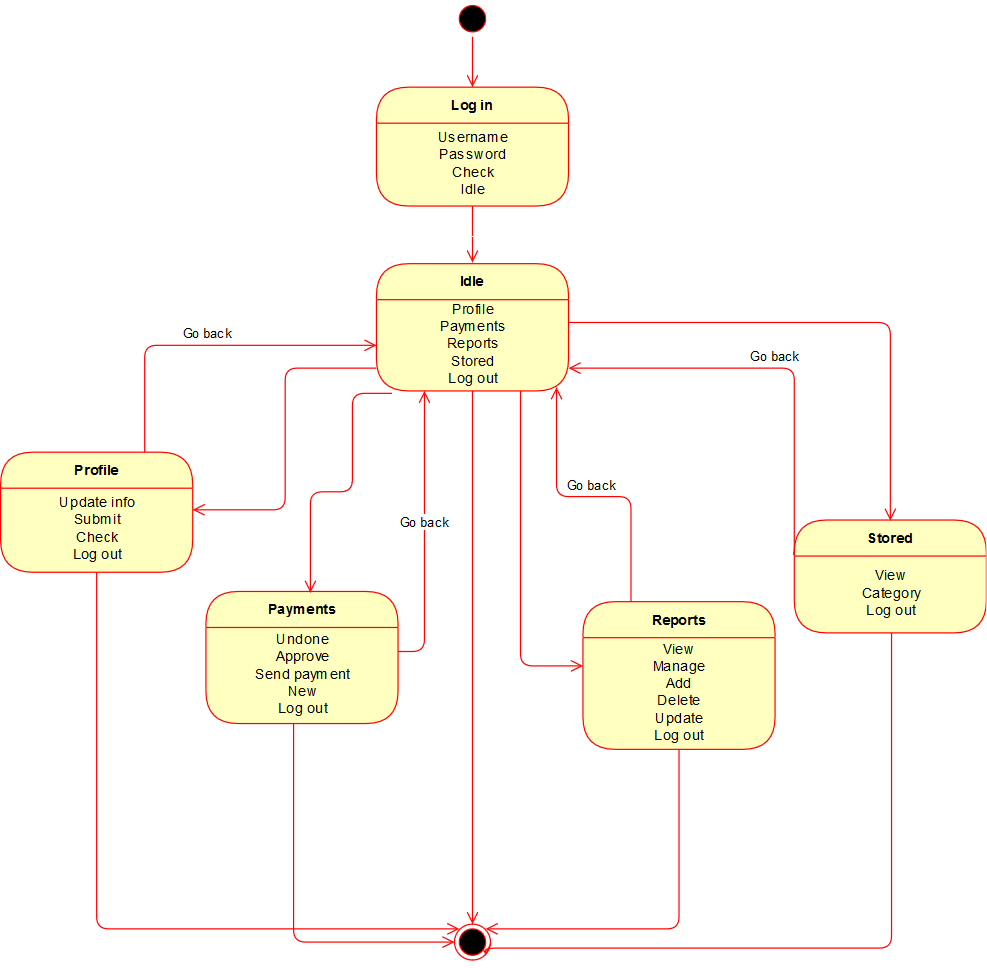 Log in
Username
Password
Check
Idle
Idle
Profile
Payments
Reports
Stored
Log out
Go back
Go back
Go back
Go back
Profile
Update info
Submit
Check
Log out
Payments
Undone
Approve
Send payment
New
Log out
Reports
View
Manage
Add
Delete
Update
Log out
Stored
View
Category
Log out